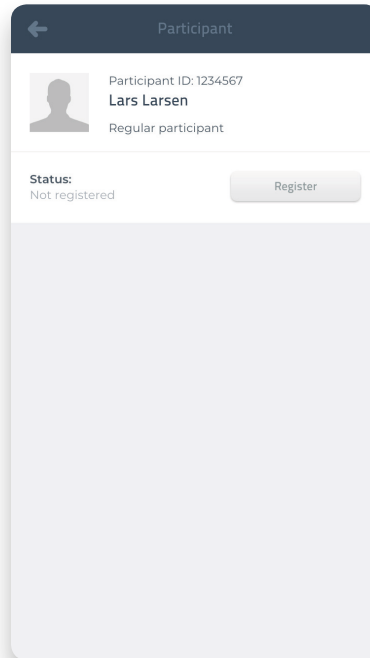 Participant
Participant ID: 1234567
Lars Larsen
Regular participant
Status:
Not registered
Register